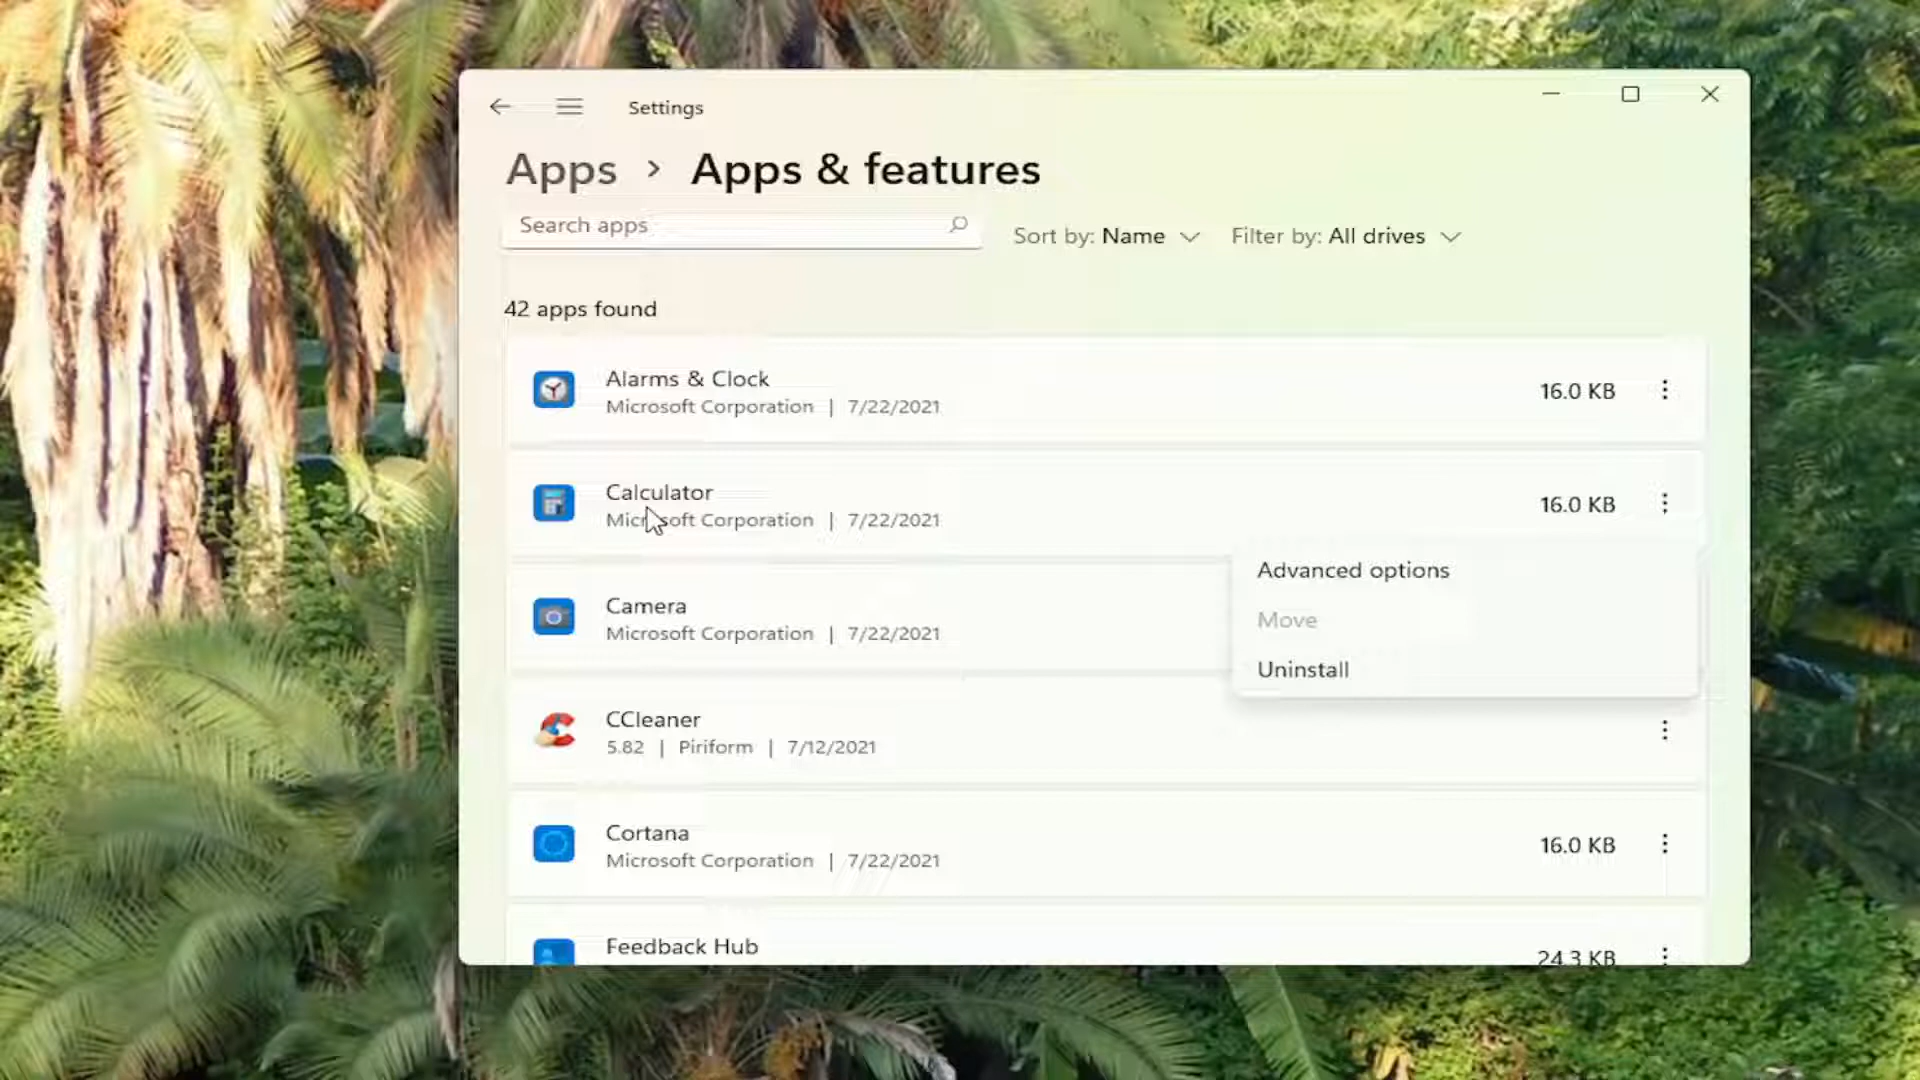 Settings
Apps > Apps & features
Search apps
Sort by: Name
Filter by: All drives
42 apps found
Alarms & Clock
Microsoft Corporation | 7/22/2021
16.0 KB
Calculator
Microsoft Corporation | 7/22/2021
16.0 KB
Advanced options
Move
Uninstall
Camera
Microsoft Corporation | 7/22/2021
CCleaner
5.82 | Piriform | 7/12/2021
Cortana
Microsoft Corporation | 7/22/2021
16.0 KB
Feedback Hub
24.3 KB